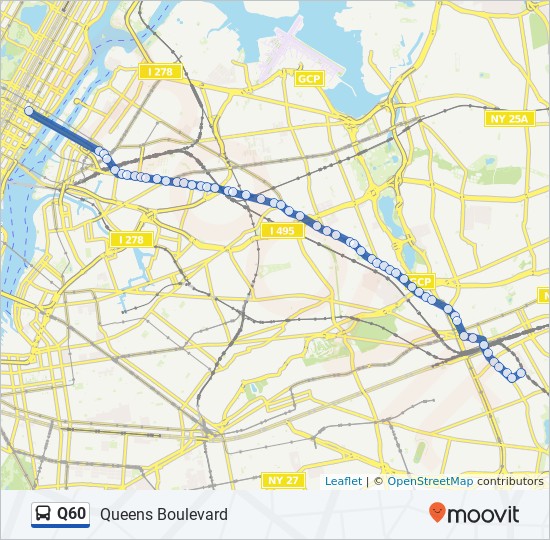 I 278
GCP
NY 25A
I 278
I 495
GCP
NY 27
Leaflet | © OpenStreetMap contributors
Q60 Queens Boulevard
moovit